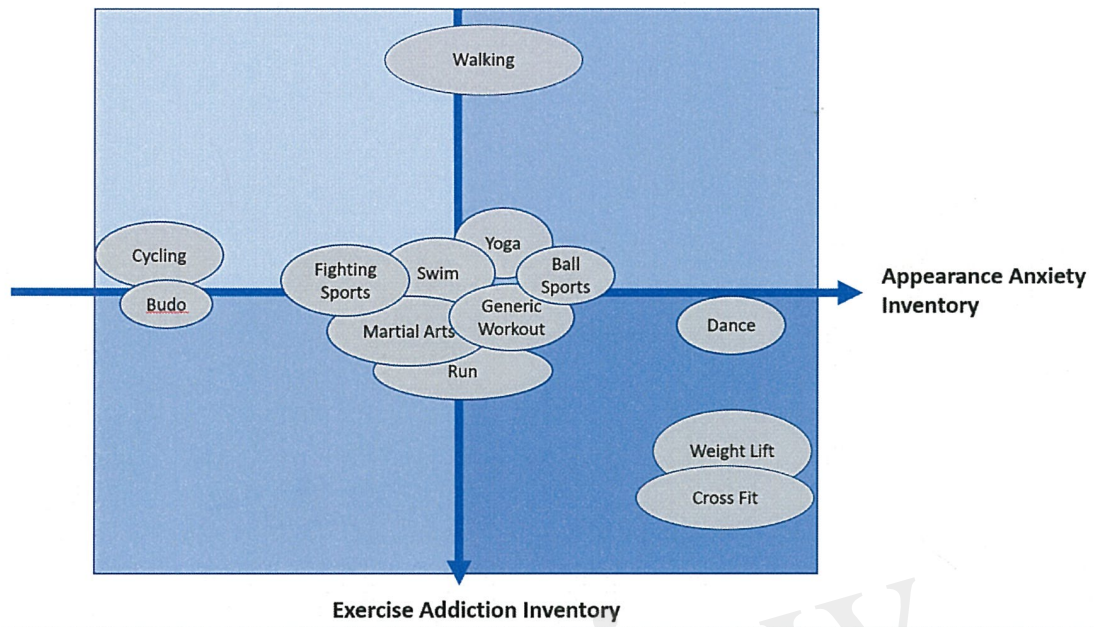 Walking
Yoga
Cycling
Fighting
Sports
Swim
Ball
Sports
Appearance Anxiety
Inventory
Budo
Generic
Workout
Martial Arts
Dance
Run
Weight Lift
Cross Fit
Exercise Addiction Inventory